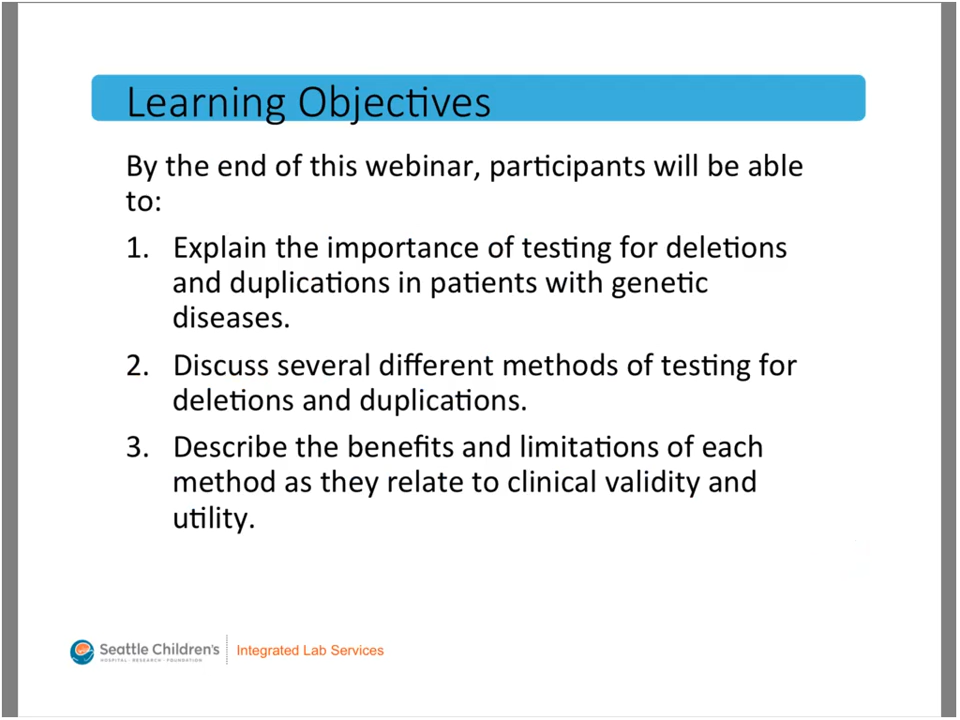 Learning Objectives
By the end of this webinar, participants will be able
to:
1. Explain the importance of testing for deletions
and duplications in patients with genetic
diseases.
2. Discuss several different methods of testing for
deletions and duplications.
3. Describe the benefits and limitations of each
method as they relate to clinical validity and
utility.
Seattle Children's
HOSPITAL · RESEARCH · FOUNDATION
Integrated Lab Services